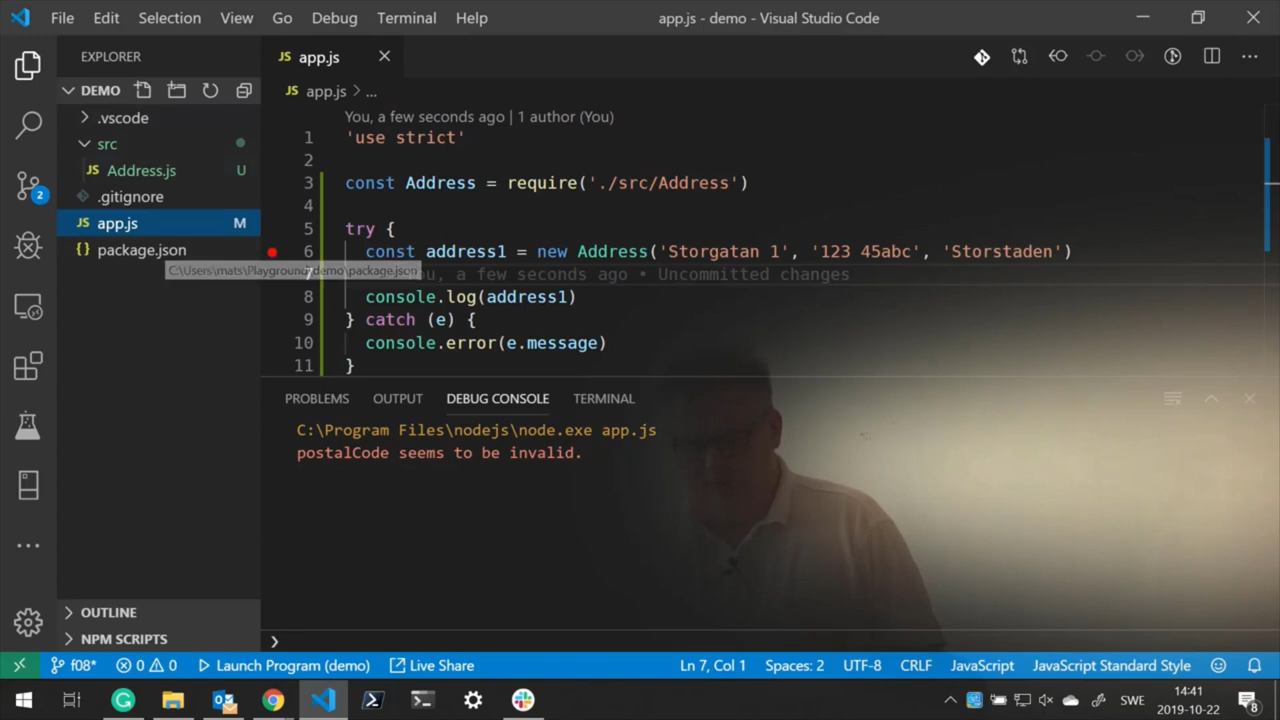 File Edit Selection View Go Debug Terminal Help app.js - demo - Visual Studio Code
EXPLORER
DEMO
.vscode
src
JS Address.js U
.gitignore
JS app.js M
{} package.json
C:\Users\mats\Playground\demo\package.json
OUTLINE
NPM SCRIPTS
2
JS app.js
JS app.js > ...
You, a few seconds ago | 1 author (You)
1 'use strict'
2
3 const Address = require('./src/Address')
4
5 try {
6 const address1 = new Address('Storgatan 1', '123 45abc', 'Storstaden')
7 You, a few seconds ago • Uncommitted changes
8 console.log(address1)
9 } catch (e) {
10 console.error(e.message)
11 }
PROBLEMS OUTPUT DEBUG CONSOLE TERMINAL
C:\Program Files\nodejs\node.exe app.js
postalCode seems to be invalid.
f08* 0 0 Launch Program (demo) Live Share Ln 7, Col 1 Spaces: 2 UTF-8 CRLF JavaScript JavaScript Standard Style
SWE 14:41
2019-10-22 8